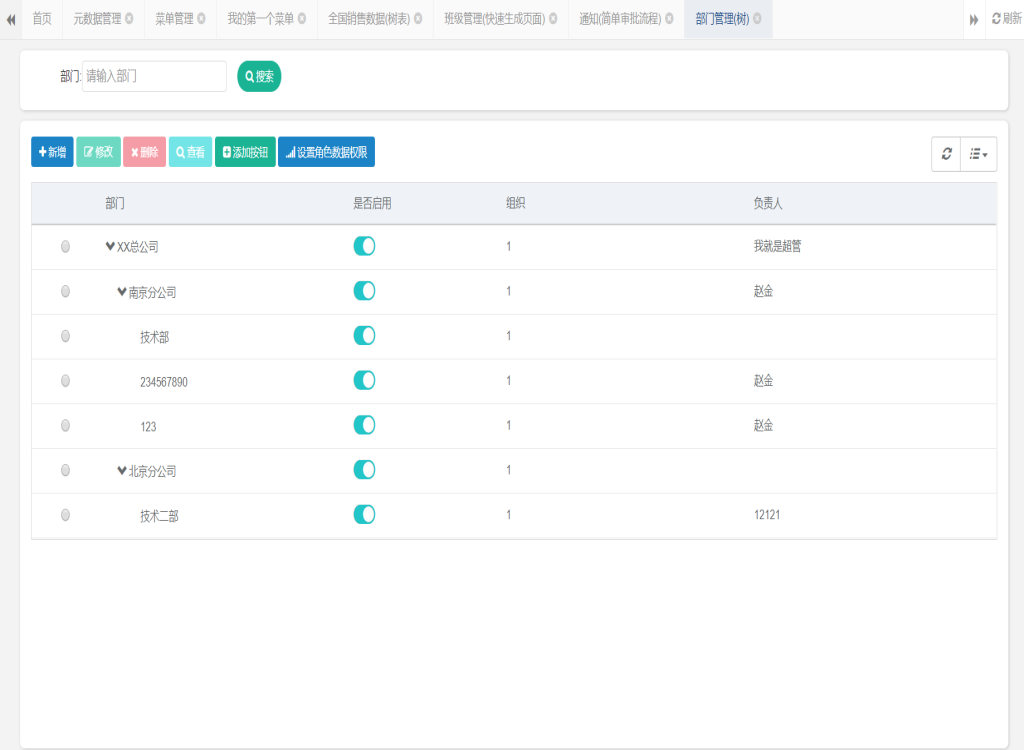 首页 元数据管理 菜单管理 我的第一个菜单 全国销售数据(树表) 班级管理(快速生成页面) 通知(简单审批流程) 部门管理(树) 刷新
部门: 请输入部门 搜索
新增 修改 删除 查看 添加按钮 设置角色数据权限
部门 是否启用 组织 负责人
XX总公司 1 我就是超管
南京分公司 1 赵金
技术部 1
234567890 1 赵金
123 1 赵金
北京分公司 1
技术二部 1 12121